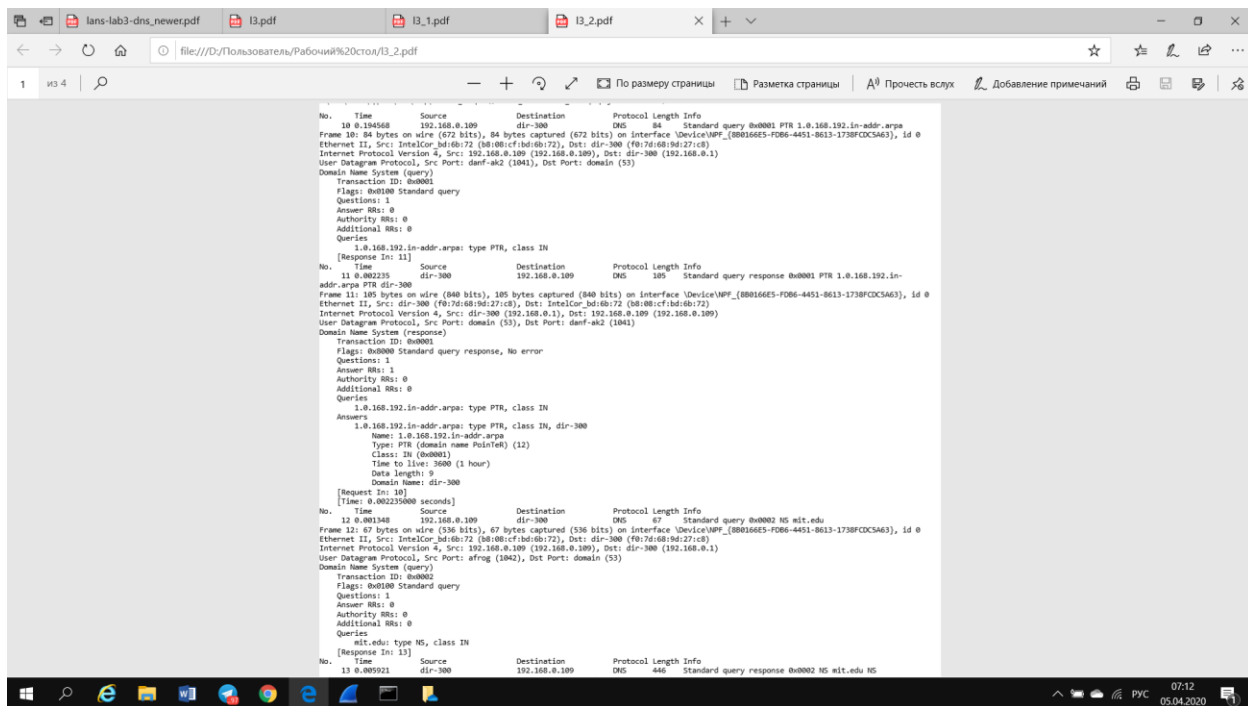 lans-lab3-dns_newer.pdf
l3.pdf
l3_1.pdf
l3_2.pdf
file:///D:/Пользователь/Рабочий%20стол/l3_2.pdf
1 из 4
По размеру страницы
Разметка страницы
Прочесть вслух
Добавление примечаний
No. Time Source Destination Protocol Length Info
10 0.194568 192.168.0.109 dir-300 DNS 84 Standard query 0x0001 PTR 1.0.168.192.in-addr.arpa
Frame 10: 84 bytes on wire (672 bits), 84 bytes captured (672 bits) on interface \Device\NPF_{8B0166E5-FDB6-4451-8613-1738FCDC5A63}, id 0
Ethernet II, Src: IntelCor_bd:6b:72 (b8:08:cf:bd:6b:72), Dst: dir-300 (f0:7d:68:9d:27:c8)
Internet Protocol Version 4, Src: 192.168.0.109 (192.168.0.109), Dst: dir-300 (192.168.0.1)
User Datagram Protocol, Src Port: danf-ak2 (1041), Dst Port: domain (53)
Domain Name System (query)
Transaction ID: 0x0001
Flags: 0x0100 Standard query
Questions: 1
Answer RRs: 0
Authority RRs: 0
Additional RRs: 0
Queries
1.0.168.192.in-addr.arpa: type PTR, class IN
[Response In: 11]
No. Time Source Destination Protocol Length Info
11 0.002235 dir-300 192.168.0.109 DNS 105 Standard query response 0x0001 PTR 1.0.168.192.in-
addr.arpa PTR dir-300
Frame 11: 105 bytes on wire (840 bits), 105 bytes captured (840 bits) on interface \Device\NPF_{8B0166E5-FDB6-4451-8613-1738FCDC5A63}, id 0
Ethernet II, Src: dir-300 (f0:7d:68:9d:27:c8), Dst: IntelCor_bd:6b:72 (b8:08:cf:bd:6b:72)
Internet Protocol Version 4, Src: dir-300 (192.168.0.1), Dst: 192.168.0.109 (192.168.0.109)
User Datagram Protocol, Src Port: domain (53), Dst Port: danf-ak2 (1041)
Domain Name System (response)
Transaction ID: 0x0001
Flags: 0x8000 Standard query response, No error
Questions: 1
Answer RRs: 1
Authority RRs: 0
Additional RRs: 0
Queries
1.0.168.192.in-addr.arpa: type PTR, class IN
Answers
1.0.168.192.in-addr.arpa: type PTR, class IN, dir-300
Name: 1.0.168.192.in-addr.arpa
Type: PTR (domain name PoinTeR) (12)
Class: IN (0x0001)
Time to live: 3600 (1 hour)
Data length: 9
Domain Name: dir-300
[Request In: 10]
[Time: 0.002235000 seconds]
No. Time Source Destination Protocol Length Info
12 0.001348 192.168.0.109 dir-300 DNS 67 Standard query 0x0002 NS mit.edu
Frame 12: 67 bytes on wire (536 bits), 67 bytes captured (536 bits) on interface \Device\NPF_{8B0166E5-FDB6-4451-8613-1738FCDC5A63}, id 0
Ethernet II, Src: IntelCor_bd:6b:72 (b8:08:cf:bd:6b:72), Dst: dir-300 (f0:7d:68:9d:27:c8)
Internet Protocol Version 4, Src: 192.168.0.109 (192.168.0.109), Dst: dir-300 (192.168.0.1)
User Datagram Protocol, Src Port: afrog (1042), Dst Port: domain (53)
Domain Name System (query)
Transaction ID: 0x0002
Flags: 0x0100 Standard query
Questions: 1
Answer RRs: 0
Authority RRs: 0
Additional RRs: 0
Queries
mit.edu: type NS, class IN
[Response In: 13]
No. Time Source Destination Protocol Length Info
13 0.005921 dir-300 192.168.0.109 DNS 446 Standard query response 0x0002 NS mit.edu NS
РУС
07:12
05.04.2020